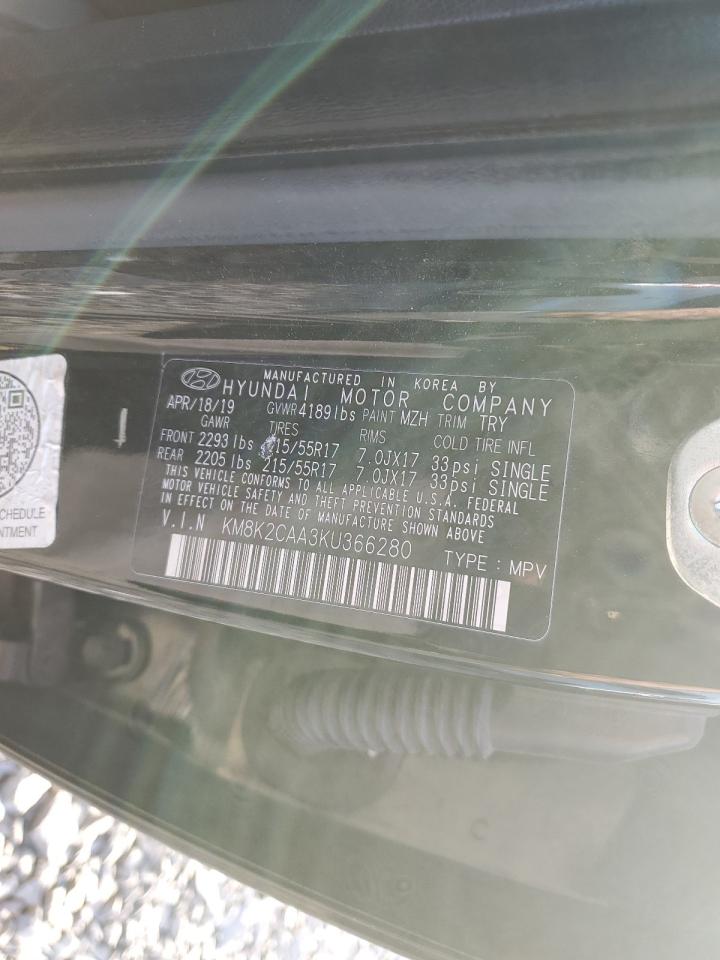 MANUFACTURED IN KOREA BY
HYUNDAI MOTOR COMPANY
APR/18/19 GVWR 4189 lbs PAINT MZH TRIM TRY
GAWR TIRES RIMS COLD TIRE INFL
FRONT 2293 lbs 215/55R17 7.0JX17 33psi SINGLE
REAR 2205 lbs 215/55R17 7.0JX17 33psi SINGLE
THIS VEHICLE CONFORMS TO ALL APPLICABLE U.S.A. FEDERAL
MOTOR VEHICLE SAFETY AND THEFT PREVENTION STANDARDS
IN EFFECT ON THE DATE OF MANUFACTURE SHOWN ABOVE
V.I.N KM8K2CAA3KU366280 TYPE : MPV
SCHEDULE